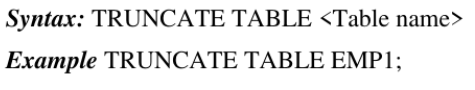 Syntax: TRUNCATE TABLE <Table name>
Example TRUNCATE TABLE EMP1;